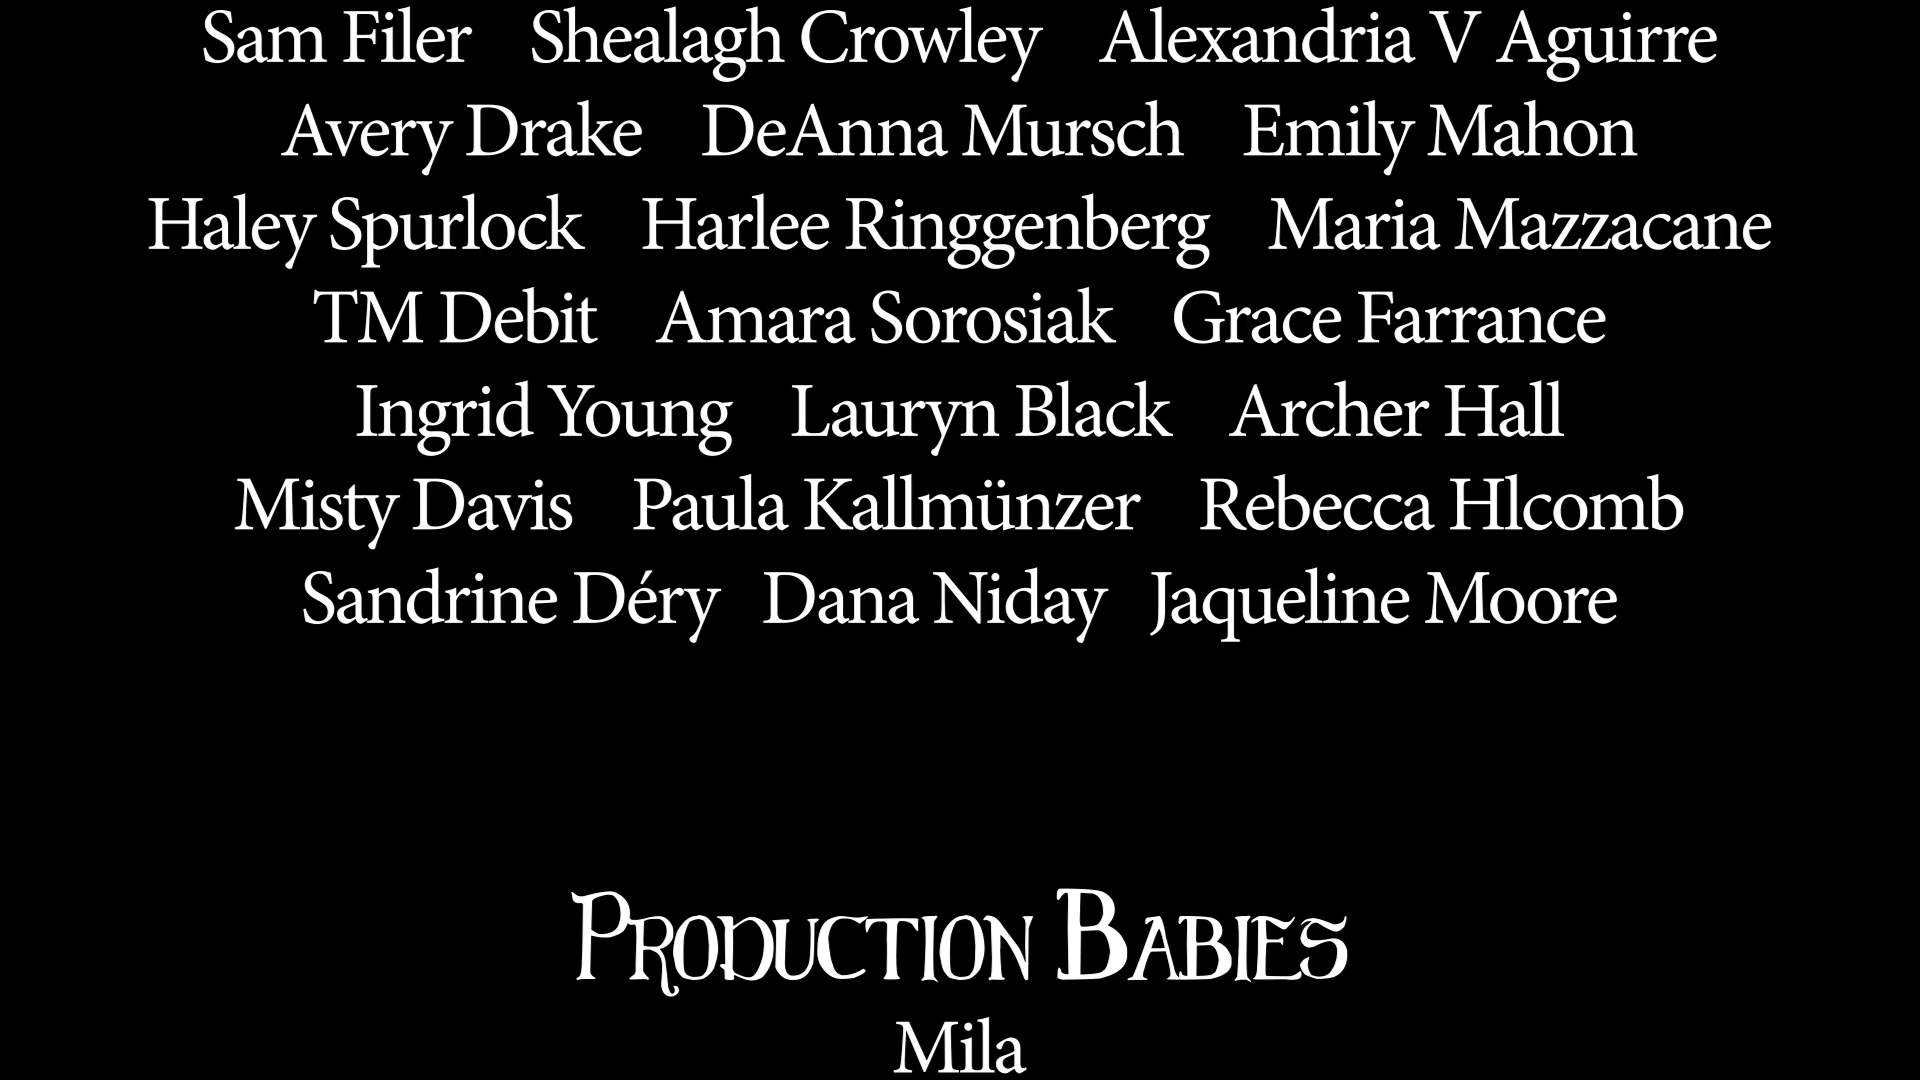 Sam Filer Shealagh Crowley Alexandria V Aguirre
Avery Drake DeAnna Mursch Emily Mahon
Haley Spurlock Harlee Ringgenberg Maria Mazzacane
TM Debit Amara Sorosiak Grace Farrance
Ingrid Young Lauryn Black Archer Hall
Misty Davis Paula Kallmünzer Rebecca Hlcomb
Sandrine Déry Dana Niday Jaqueline Moore
Production Babies
Mila